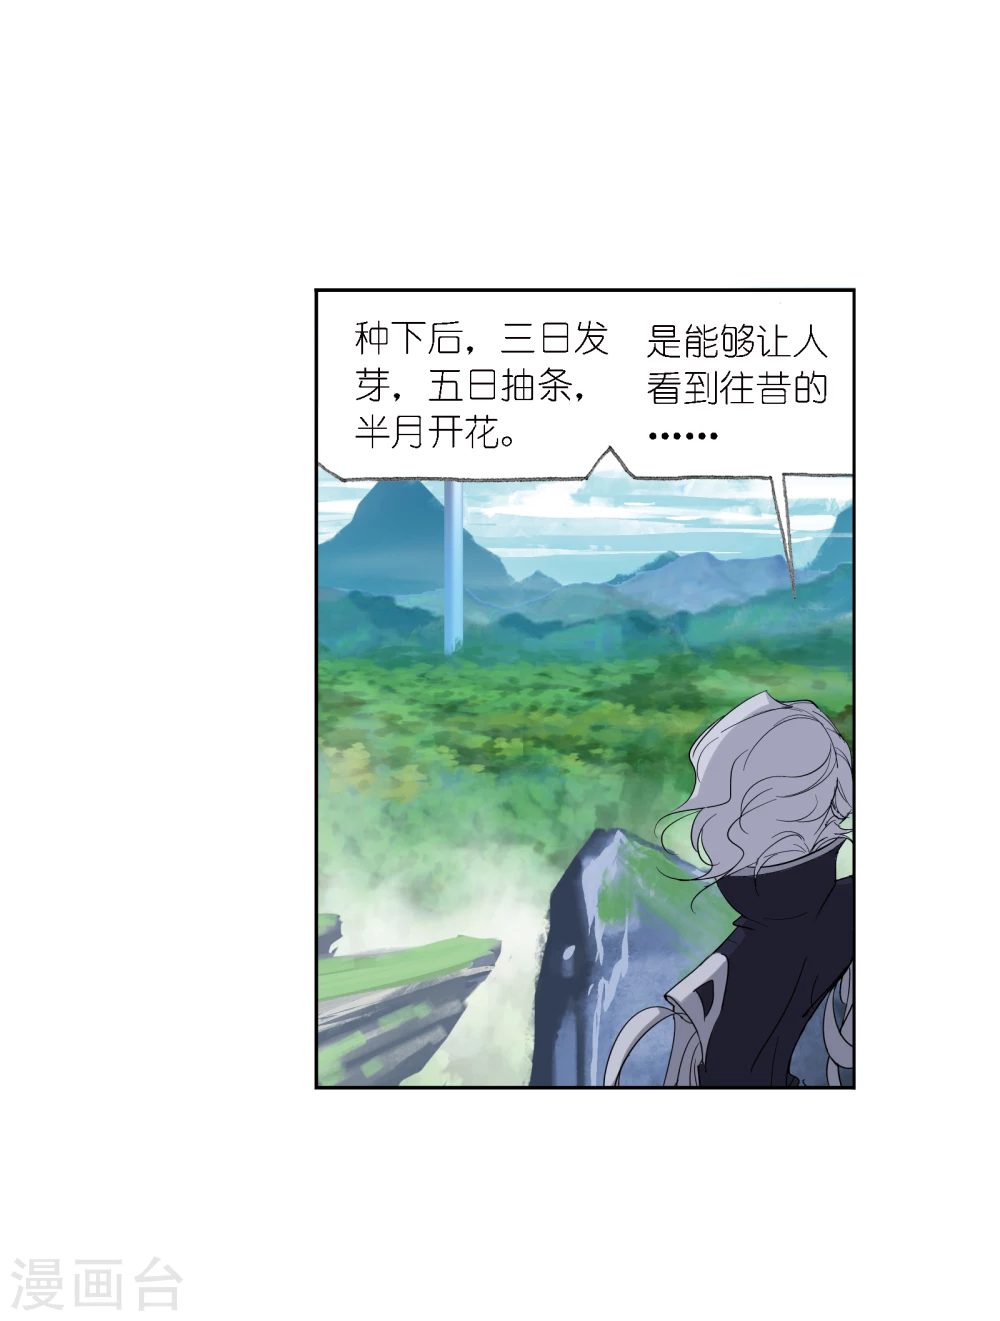 种下后，三日发
芽，五日抽条，
半月开花。
是能够让人
看到往昔的
……
漫画台